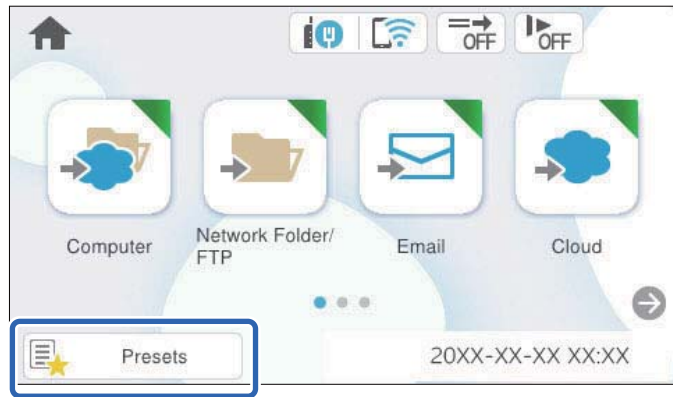 OFF
OFF
Computer
Network Folder/
FTP
Email
Cloud
Presets
20XX-XX-XX XX:XX